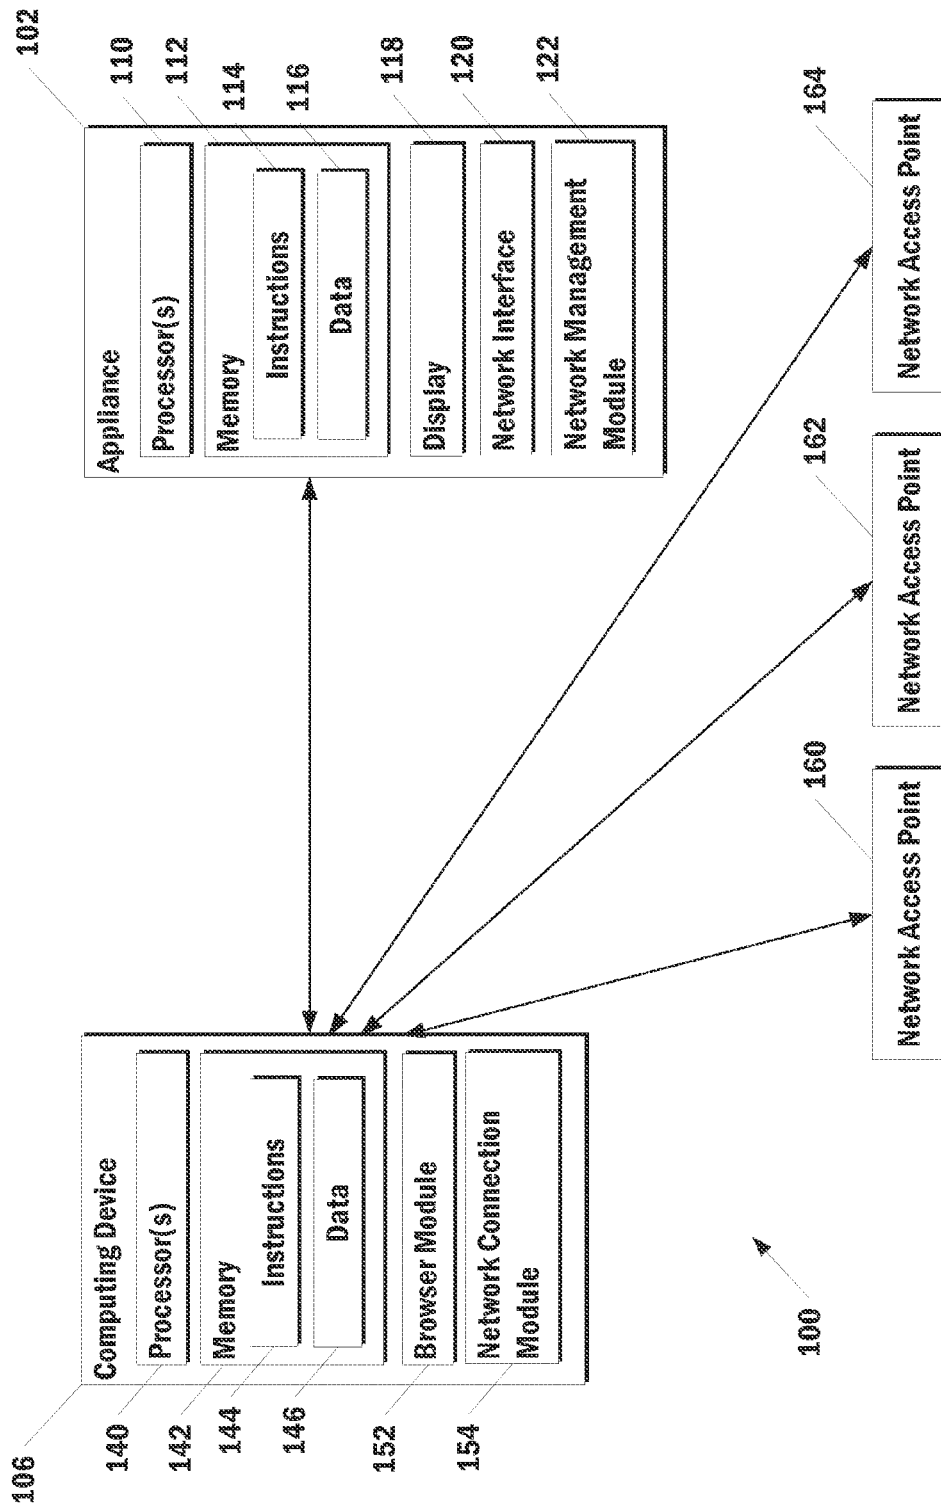 106
Computing Device
140
Processor(s)
142
Memory
144
Instructions
146
Data
152
Browser Module
154
Network Connection
Module
102
Appliance
110
Processor(s)
112
Memory
114
Instructions
116
Data
118
Display
120
Network Interface
122
Network Management
Module
100
160
Network Access Point
162
Network Access Point
164
Network Access Point